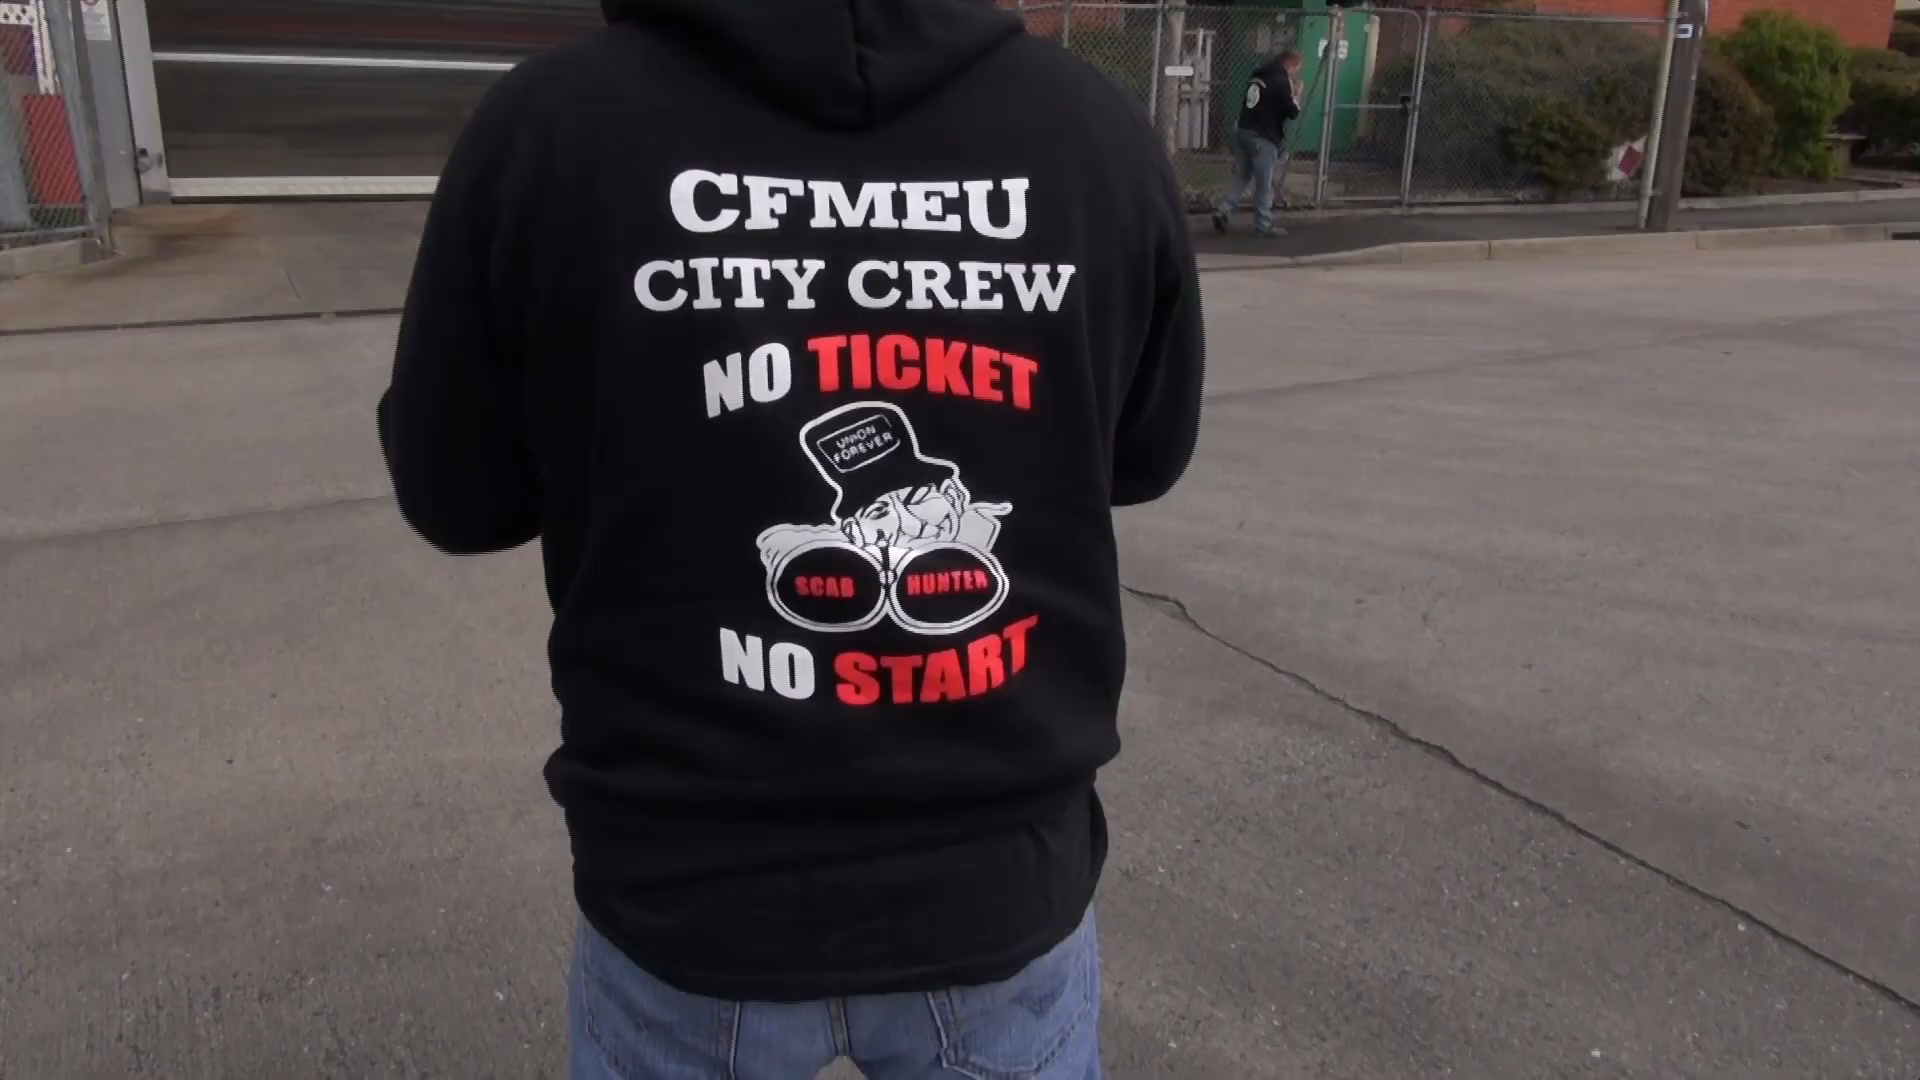 CFMEU
CITY CREW
NO TICKET
UNION
FOREVER
SCAB HUNTER
NO START